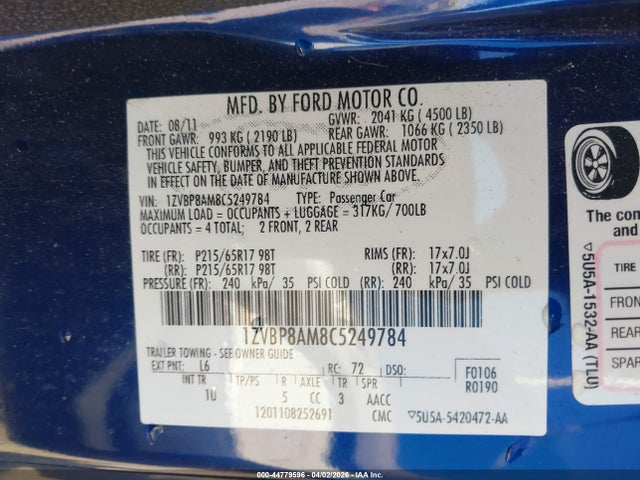 MFD. BY FORD MOTOR CO.
DATE: 08/11 GVWR: 2041 KG ( 4500 LB)
FRONT GAWR: 993 KG ( 2190 LB) REAR GAWR: 1066 KG ( 2350 LB)
THIS VEHICLE CONFORMS TO ALL APPLICABLE FEDERAL MOTOR
VEHICLE SAFETY, BUMPER, AND THEFT PREVENTION STANDARDS
IN EFFECT ON THE DATE OF MANUFACTURE SHOWN ABOVE.
VIN: 1ZVBP8AM8C5249784 TYPE: Passenger Car
MAXIMUM LOAD = OCCUPANTS + LUGGAGE = 317KG/ 700LB
OCCUPANTS = 4 TOTAL; 2 FRONT, 2 REAR
TIRE (FR): P215/65R17 98T RIMS (FR): 17x7.0J
(RR): P215/65R17 98T (RR): 17x7.0J
PRESSURE (FR): 240 kPa/ 35 PSI COLD (RR): 240 kPa/ 35 PSI COLD
1ZVBP8AM8C5249784
TRAILER TOWING - SEE OWNER GUIDE
EXT PNT: L6 RC: 72 DSO: F0106
R0190
INT TR TP/PS R AXLE TR SPR
1U 5 CC 3 AACC
1201108252691 CMC ▽5U5A-5420472-AA
The con
and
▽5U5A-1532-AA (TLU)
FRON
REAR
SPAR
000-44779596 - 04/02/2026 - IAA Inc.